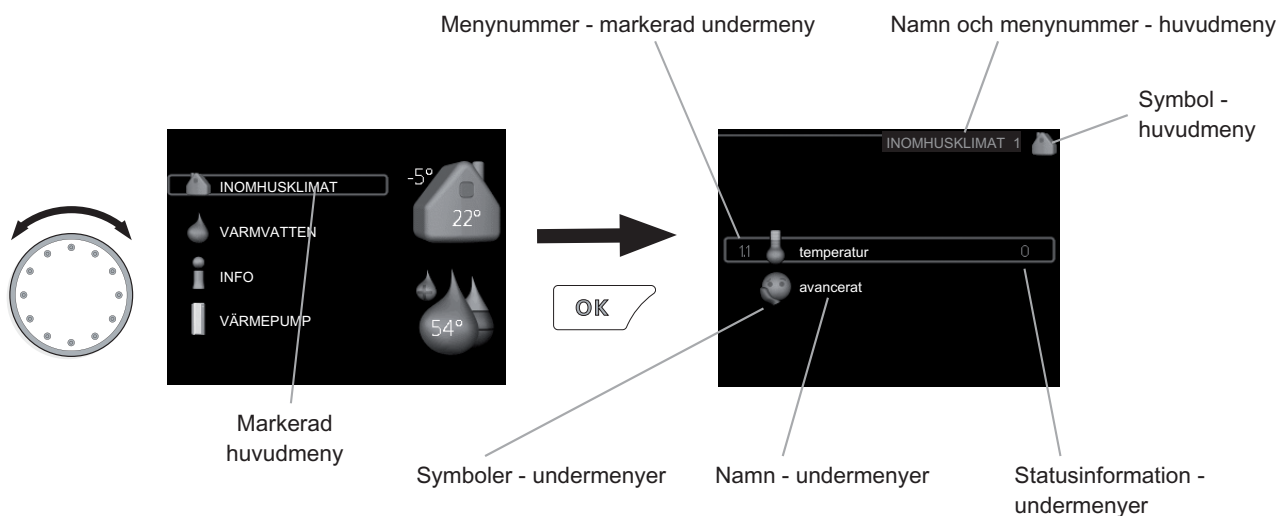 Menynummer - markerad undermeny
Namn och menynummer - huvudmeny
Symbol -
huvudmeny
INOMHUSKLIMAT
VARMVATTEN
INFO
VÄRMEPUMP
-5°
22°
54°
OK
INOMHUSKLIMAT 1
1.1 temperatur 0
avancerat
Markerad
huvudmeny
Symboler - undermenyer
Namn - undermenyer
Statusinformation -
undermenyer